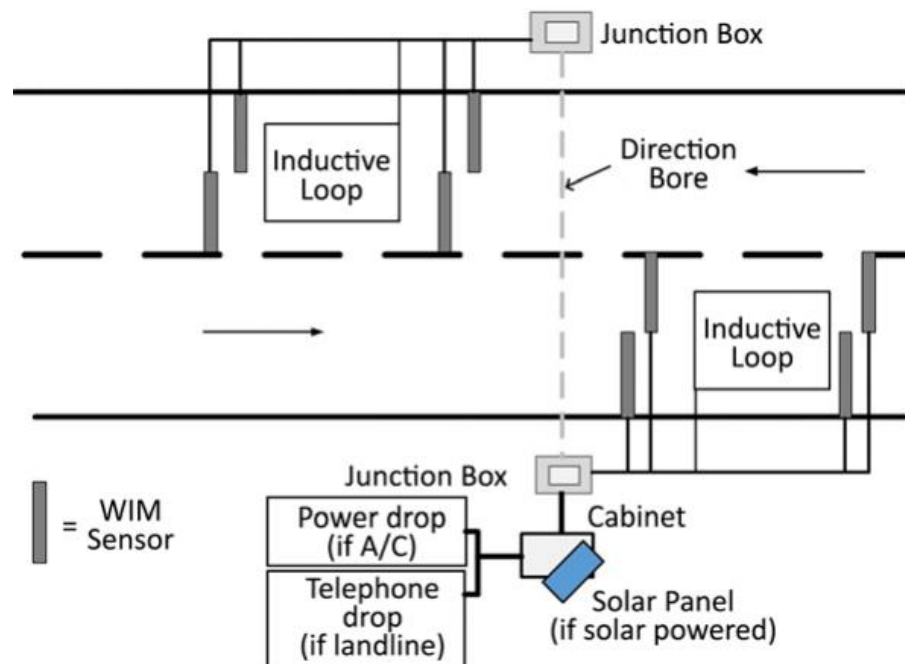 Junction Box
Inductive
Loop
Direction
Bore
Inductive
Loop
Junction Box
= WIM
Sensor
Power drop
(if A/C)
Cabinet
Telephone
drop
(if landline)
Solar Panel
(if solar powered)